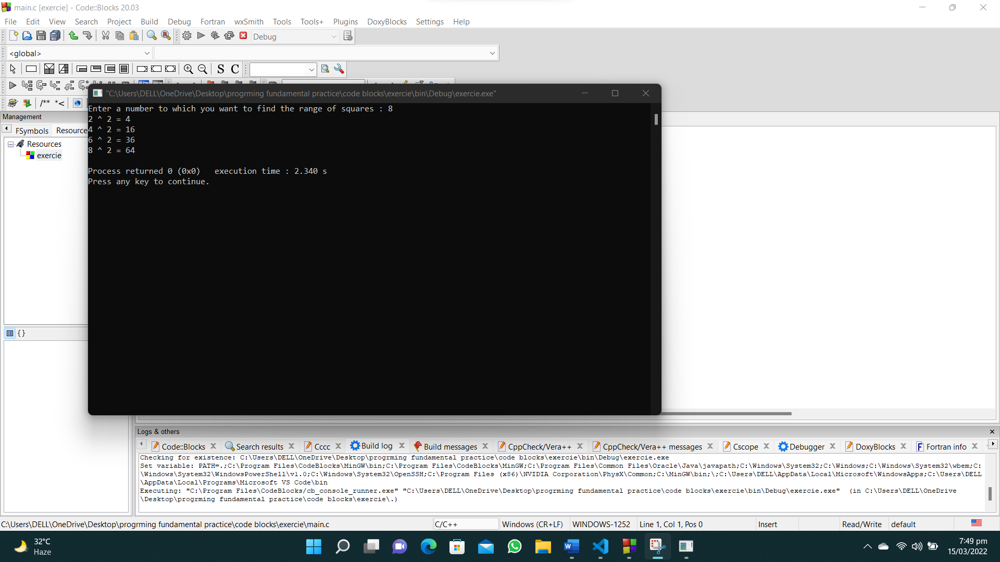 main.c [exercie] - Code::Blocks 20.03
File Edit View Search Project Build Debug Fortran wxSmith Tools Tools+ Plugins DoxyBlocks Settings Help
Debug
<global>
S C
/** *<
"C:\Users\DELL\OneDrive\Desktop\progrming fundamental practice\code blocks\exercie\bin\Debug\exercie.exe"
Enter a number to which you want to find the range of squares : 8
2 ^ 2 = 4
4 ^ 2 = 16
6 ^ 2 = 36
8 ^ 2 = 64
Process returned 0 (0x0)   execution time : 2.340 s
Press any key to continue.
Management
FSymbols Resource
Resources
exercie
{}
Logs & others
Code::Blocks Search results Cccc Build log Build messages CppCheck/Vera++ CppCheck/Vera++ messages Cscope Debugger DoxyBlocks Fortran info
Checking for existence: C:\Users\DELL\OneDrive\Desktop\progrming fundamental practice\code blocks\exercie\bin\Debug\exercie.exe
Set variable: PATH=.;C:\Program Files\CodeBlocks\MinGW\bin;C:\Program Files\CodeBlocks\MinGW;C:\Program Files\Common Files\Oracle\Java\javapath;C:\Windows\System32;C:\Windows;C:\Windows\System32\wbem;C:
\Windows\System32\WindowsPowerShell\v1.0;C:\Windows\System32\OpenSSH;C:\Program Files (x86)\NVIDIA Corporation\PhysX\Common;C:\MinGW\bin;\;C:\Users\DELL\AppData\Local\Microsoft\WindowsApps;C:\Users\DELL
\AppData\Local\Programs\Microsoft VS Code\bin
Executing: "C:\Program Files\CodeBlocks/cb_console_runner.exe" "C:\Users\DELL\OneDrive\Desktop\progrming fundamental practice\code blocks\exercie\bin\Debug\exercie.exe"  (in C:\Users\DELL\OneDrive
\Desktop\progrming fundamental practice\code blocks\exercie\.)
C:\Users\DELL\OneDrive\Desktop\progrming fundamental practice\code blocks\exercie\main.c C/C++ Windows (CR+LF) WINDOWS-1252 Line 1, Col 1, Pos 0 Insert Read/Write default
32°C
Haze
7:49 pm
15/03/2022